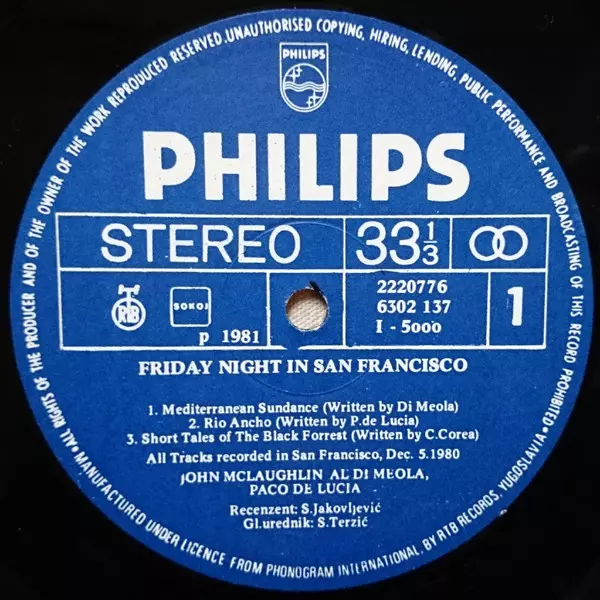 • ALL RIGHTS OF THE PRODUCER AND OF THE OWNER OF THE WORK REPRODUCED RESERVED. UNAUTHORISED COPYING, HIRING, LENDING, PUBLIC PERFORMANCE AND BROADCASTING OF THIS RECORD PROHIBITED •
PHILIPS
PHILIPS
STEREO
33 1/3
RTB
SOKOJ
p 1981
2220776
6302 137
I - 5000
1
FRIDAY NIGHT IN SAN FRANCISCO
1. Mediterranean Sundance (Written by Di Meola)
2. Rio Ancho (Written by P.de Lucia)
3. Short Tales of The Black Forrest (Written by C.Corea)
All Tracks recorded in San Francisco, Dec. 5.1980
JOHN MCLAUGHLIN AL DI MEOLA,
PACO DE LUCIA
Recenzent: S.Jakovljević
Gl.urednik: S.Terzić
MANUFACTURED UNDER LICENCE FROM PHONOGRAM INTERNATIONAL, BY RTB RECORDS, YUGOSLAVIA